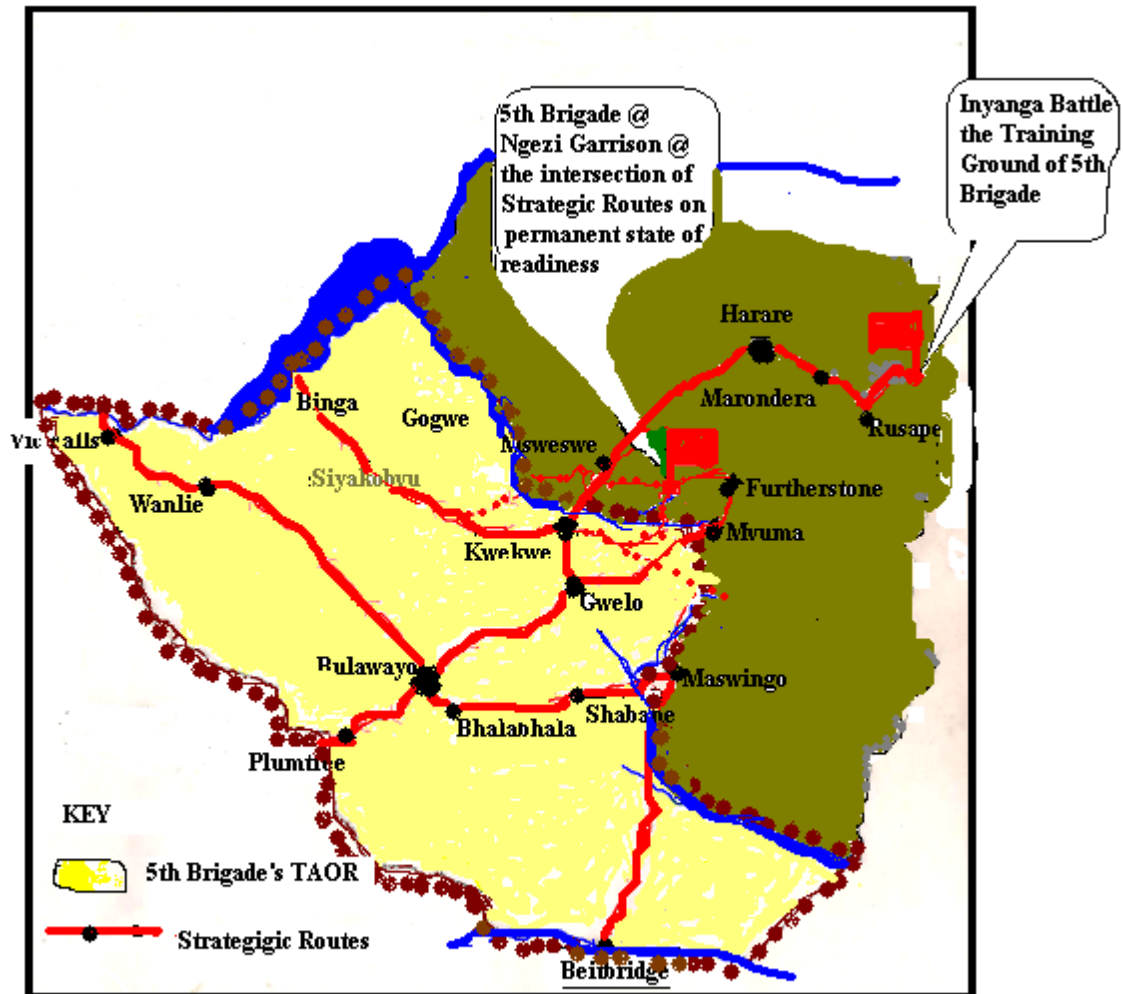 5th Brigade @
Ngezi Garrison @
the intersection of
Strategic Routes on
permanent state of
readiness
Inyanga Battle
the Training
Ground of 5th
Brigade
Harare
Marondera
Rusape
Binga
Gogwe
Msweswe
Siyakobvu
Furtherstone
Wanlie
Kwekwe
Mvuma
Gwelo
Bulawayo
Maswingo
Shabane
Bhalabhala
Plumtree
KEY
5th Brigade's TAOR
Strategigic Routes
Beitbridge